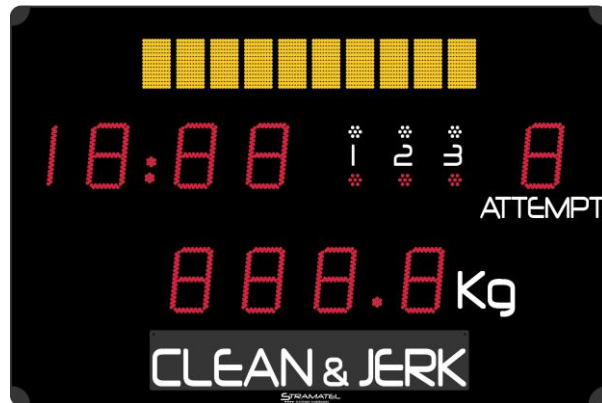 18:88 1 2 3 8
ATTEMPT
888.8 Kg
CLEAN & JERK
STRAMATEL